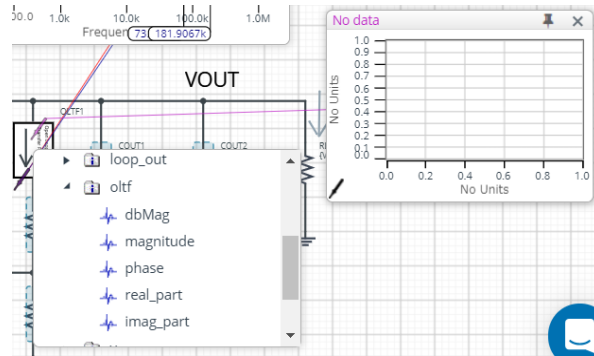 00.0 1.0k 10.0k 100.0k 1.0M
Frequen 73 181.9067k
No data
1.0
0.9
0.8
0.7
0.6
0.5
0.4
0.3
0.2
0.1
0.0
No Units
0.0 0.2 0.4 0.6 0.8 1.0
No Units
VOUT
OLTF1
COUT1 COUT2
loop_out
oltf
dbMag
magnitude
phase
real_part
imag_part